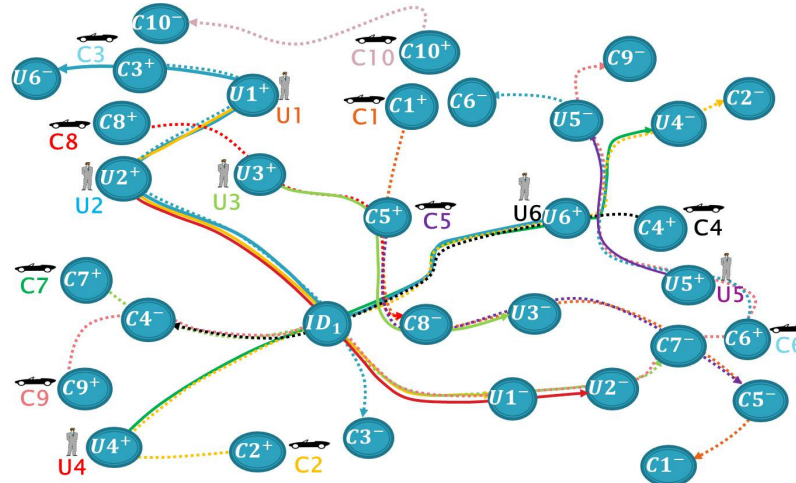 C10⁻
C3
C10⁺
C10
U6⁻
C3⁺
C9⁻
U1⁺
U1
C1
C1⁺
C6⁻
C2⁻
C8⁺
C8
U5⁻
U4⁻
U2⁺
U2
U3⁺
U3
C5⁺
C5
U6
U6⁺
C4⁺
C4
C7
C7⁺
U5⁺
U5
C4⁻
ID₁
C8⁻
U3⁻
C7⁻
C6⁺
C6
C9⁺
C9
U1⁻
U2⁻
C5⁻
U4⁺
U4
C2⁺
C2
C3⁻
C1⁻